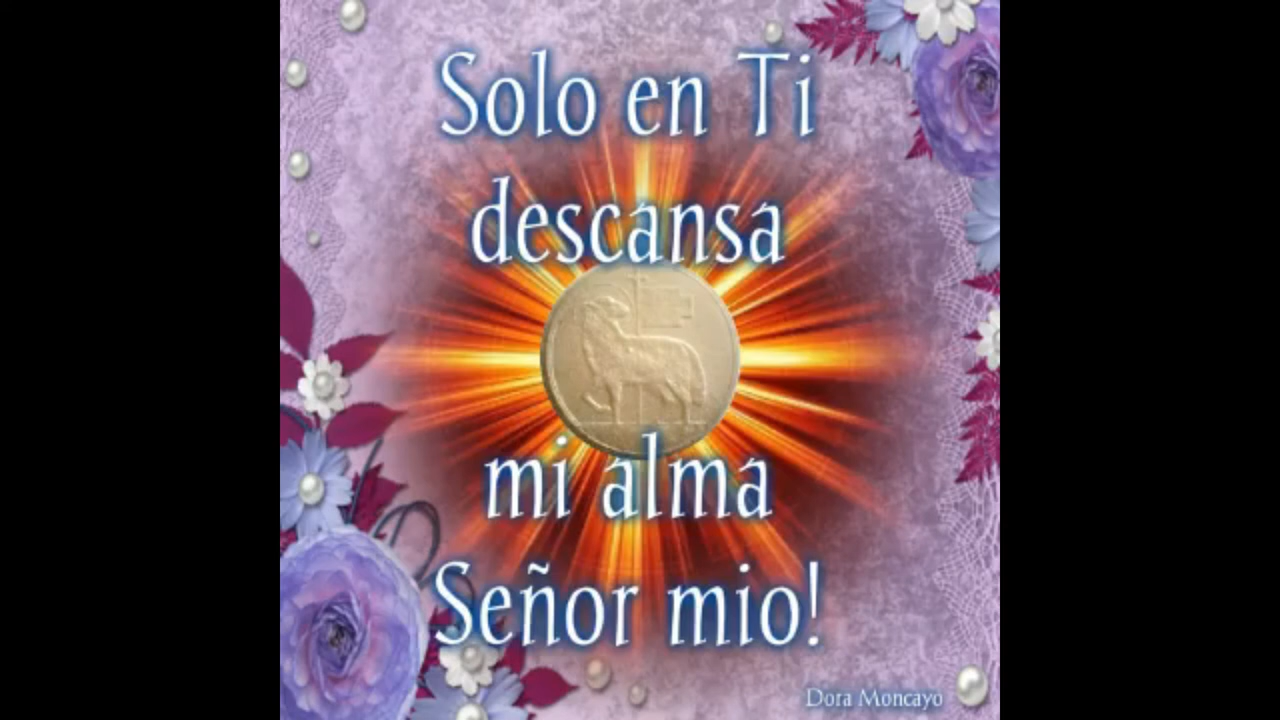 Solo en Ti
descansa
mi alma
Señor mio!
Dora Moncayo